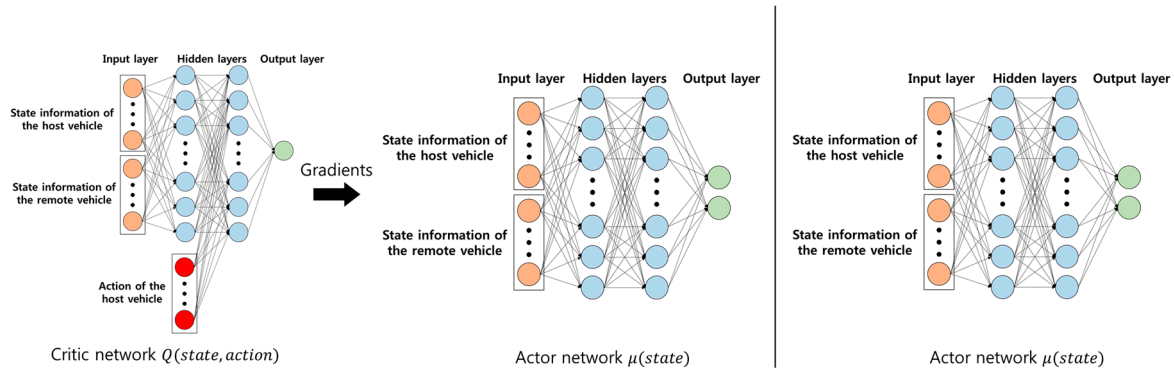 Input layer
Hidden layers
Output layer
State information of
the host vehicle
State information of
the remote vehicle
Action of the
host vehicle
Critic network Q(state, action)
Gradients
Input layer
Hidden layers
Output layer
State information of
the host vehicle
State information of
the remote vehicle
Actor network μ(state)
Input layer
Hidden layers
Output layer
State information of
the host vehicle
State information of
the remote vehicle
Actor network μ(state)